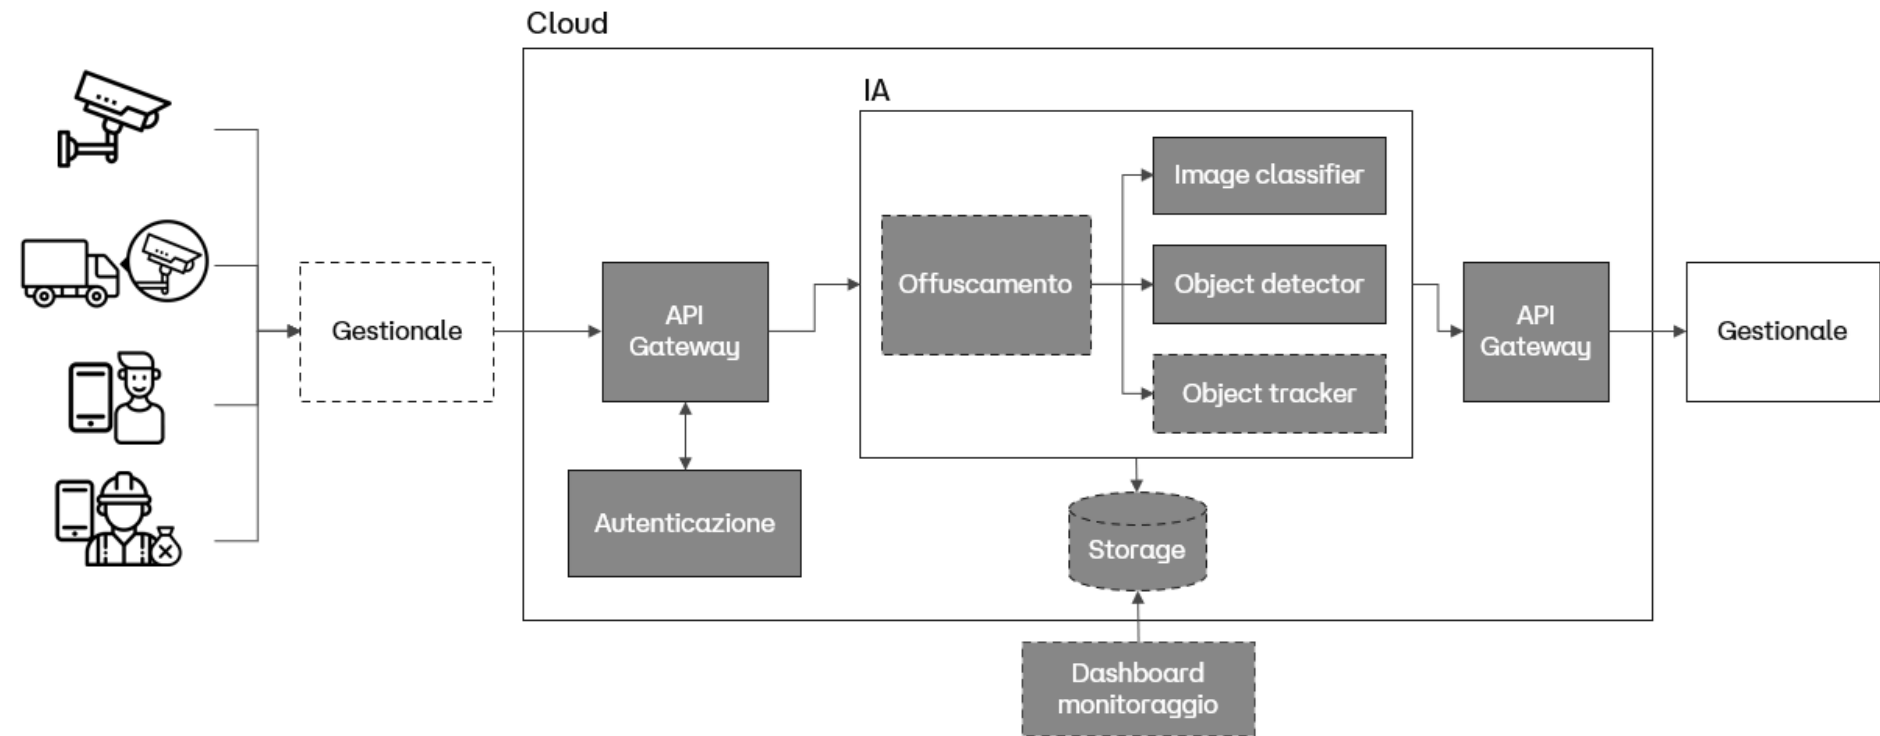 Cloud
IA
Image classifier
Offuscamento
Object detector
Object tracker
Gestionale
API
Gateway
API
Gateway
Gestionale
Autenticazione
Storage
Dashboard
monitoraggio